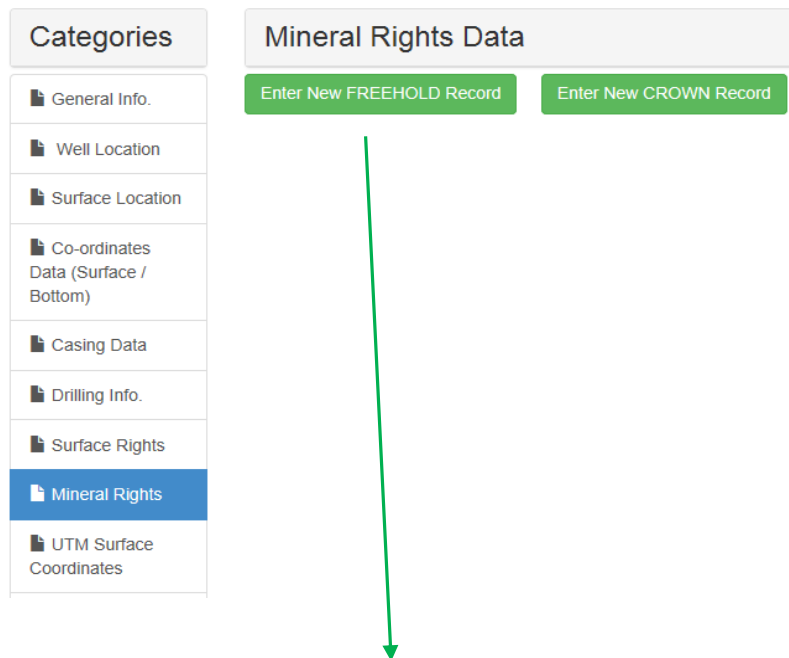 Categories
General Info.
Well Location
Surface Location
Co-ordinates
Data (Surface /
Bottom)
Casing Data
Drilling Info.
Surface Rights
Mineral Rights
UTM Surface
Coordinates
Mineral Rights Data
Enter New FREEHOLD Record
Enter New CROWN Record